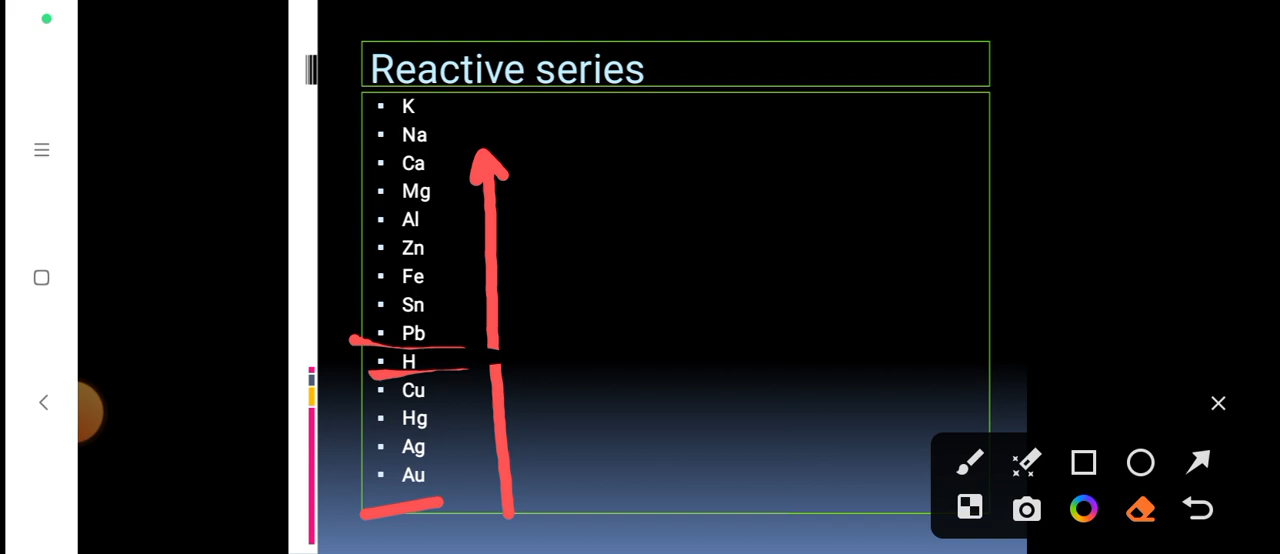 Reactive series
K
Na
Ca
Mg
Al
Zn
Fe
Sn
Pb
H
Cu
Hg
Ag
Au